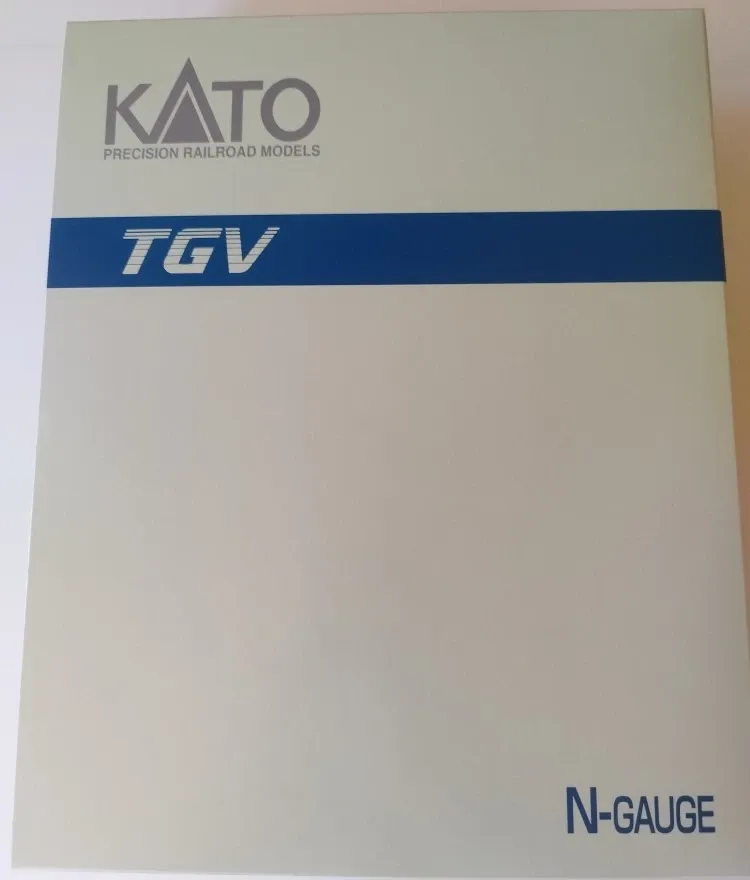 KATO
PRECISION RAILROAD MODELS
TGV
N-GAUGE